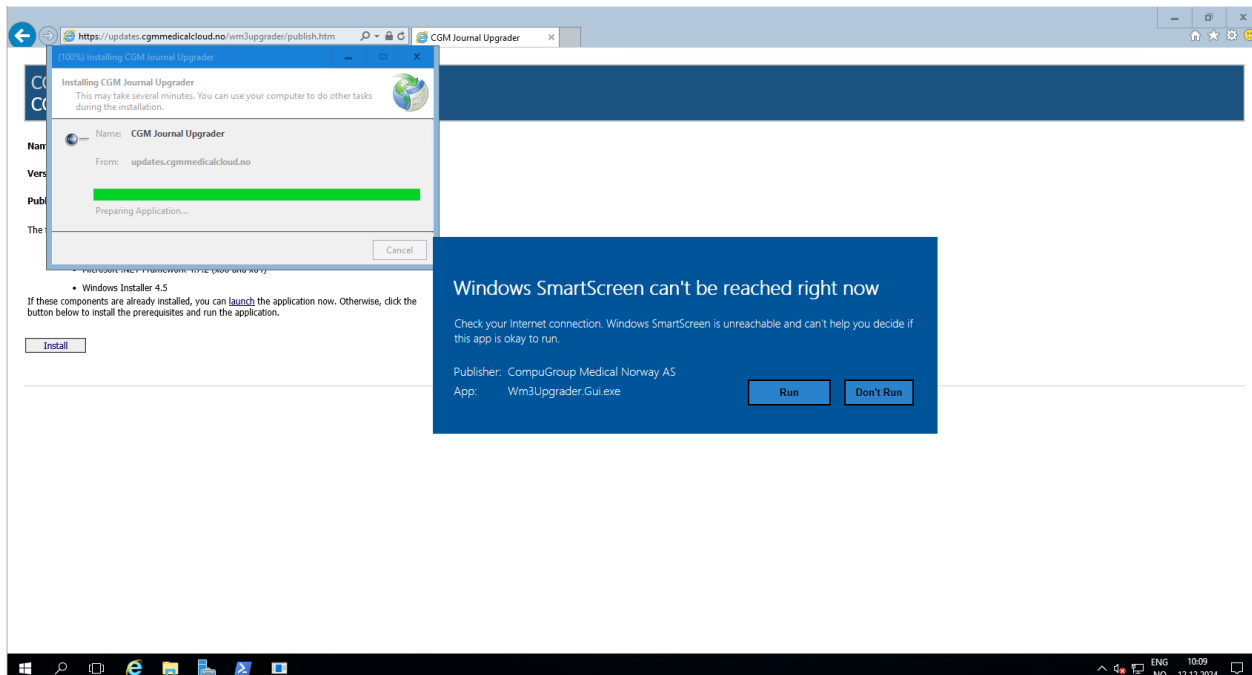 https://updates.cgmmedicalcloud.no/wm3upgrader/publish.htm
CGM Journal Upgrader
(100%) Installing CGM Journal Upgrader
Installing CGM Journal Upgrader
This may take several minutes. You can use your computer to do other tasks
during the installation.
Name: CGM Journal Upgrader
From: updates.cgmmedicalcloud.no
Preparing Application...
Cancel
Windows Installer 4.5
If these components are already installed, you can launch the application now. Otherwise, click the
button below to install the prerequisites and run the application.
Install
Windows SmartScreen can't be reached right now
Check your Internet connection. Windows SmartScreen is unreachable and can't help you decide if
this app is okay to run.
Publisher: CompuGroup Medical Norway AS
App: Wm3Upgrader.Gui.exe
Run
Don't Run
ENG
NO
10:09
12.12.2024